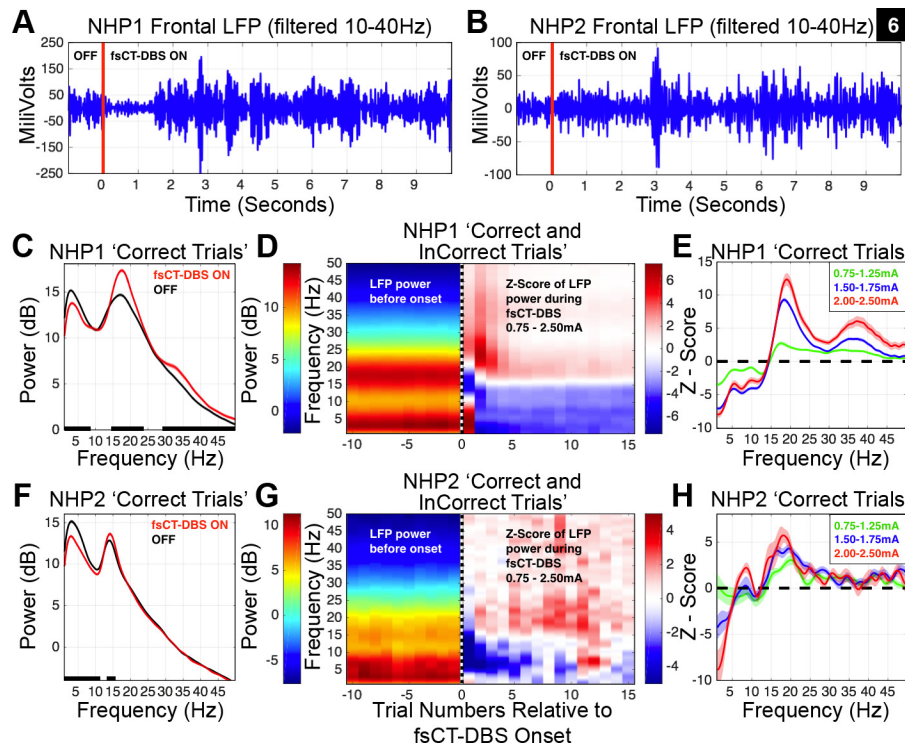 A NHP1 Frontal LFP (filtered 10-40Hz)
250
150
50
-50
-150
-250
MiliVolts
OFF fsCT-DBS ON
0 1 2 3 4 5 6 7 8 9
Time (Seconds)
B NHP2 Frontal LFP (filtered 10-40Hz) 6
100
50
0
-50
-100
MiliVolts
OFF fsCT-DBS ON
0 1 2 3 4 5 6 7 8 9
Time (Seconds)
C NHP1 'Correct Trials'
fsCT-DBS ON
OFF
15
10
5
0
Power (dB)
5 10 15 20 25 30 35 40 45
Frequency (Hz)
D NHP1 'Correct and
InCorrect Trials'
Power (dB)
10
5
0
Frequency (Hz)
50
45
40
35
30
25
20
15
10
5
LFP power
before onset
Z-Score of LFP
power during
fsCT-DBS
0.75 - 2.50mA
-10 -5 0 5 10 15
6
4
2
0
-2
-4
-6
E NHP1 'Correct Trials'
0.75-1.25mA
1.50-1.75mA
2.00-2.50mA
Z - Score
15
10
5
0
-5
-10
5 10 15 20 25 30 35 40 45
Frequency (Hz)
F NHP2 'Correct Trials'
fsCT-DBS ON
OFF
15
10
5
0
Power (dB)
5 10 15 20 25 30 35 40 45
Frequency (Hz)
G NHP2 'Correct and
InCorrect Trials'
Power (dB)
10
5
0
-5
Frequency (Hz)
50
45
40
35
30
25
20
15
10
5
LFP power
before onset
Z-Score of LFP
power during
fsCT-DBS
0.75 - 2.50mA
-10 -5 0 5 10 15
Trial Numbers Relative to
fsCT-DBS Onset
4
2
0
-2
-4
H NHP2 'Correct Trials'
0.75-1.25mA
1.50-1.75mA
2.00-2.50mA
Z - Score
5
0
-5
-10
5 10 15 20 25 30 35 40 45
Frequency (Hz)